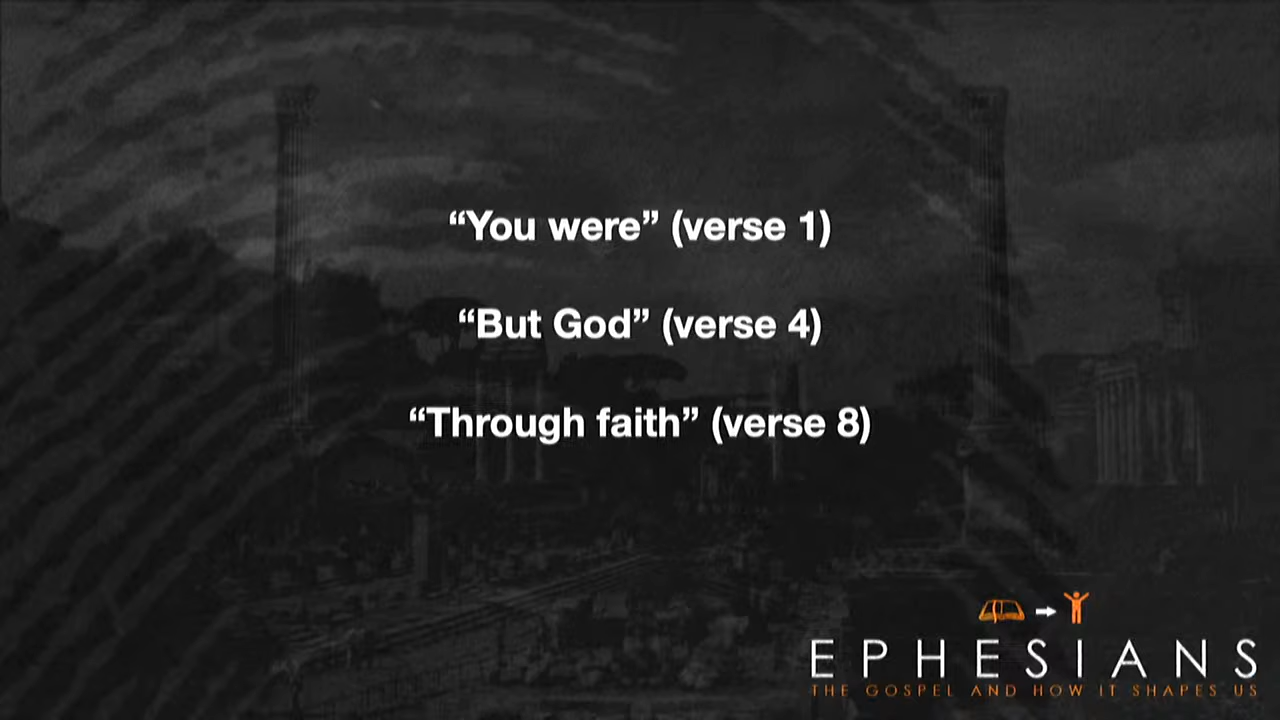 “You were” (verse 1)
“But God” (verse 4)
“Through faith” (verse 8)
EPHESIANS
THE GOSPEL AND HOW IT SHAPES US